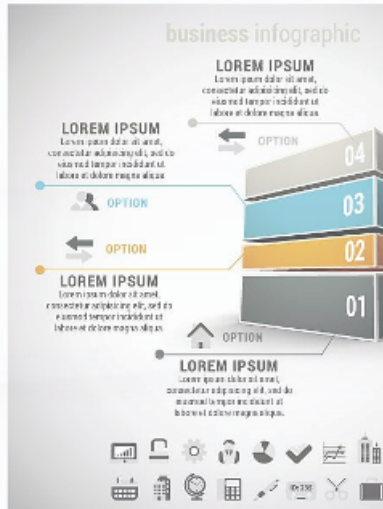 business infographic
LOREM IPSUM
Lorem ipsum dolor sit amet,
consectetur adipisicing elit, sed do
eiusmod tempor incididunt ut
labore et dolore magna aliqua.
OPTION
04
LOREM IPSUM
Lorem ipsum dolor sit amet,
consectetur adipisicing elit, sed do
eiusmod tempor incididunt ut
labore et dolore magna aliqua.
OPTION
03
OPTION
02
LOREM IPSUM
Lorem ipsum dolor sit amet,
consectetur adipisicing elit, sed do
eiusmod tempor incididunt ut
labore et dolore magna aliqua.
01
OPTION
LOREM IPSUM
Lorem ipsum dolor sit amet,
consectetur adipisicing elit, sed do
eiusmod tempor incididunt ut
labore et dolore magna aliqua.